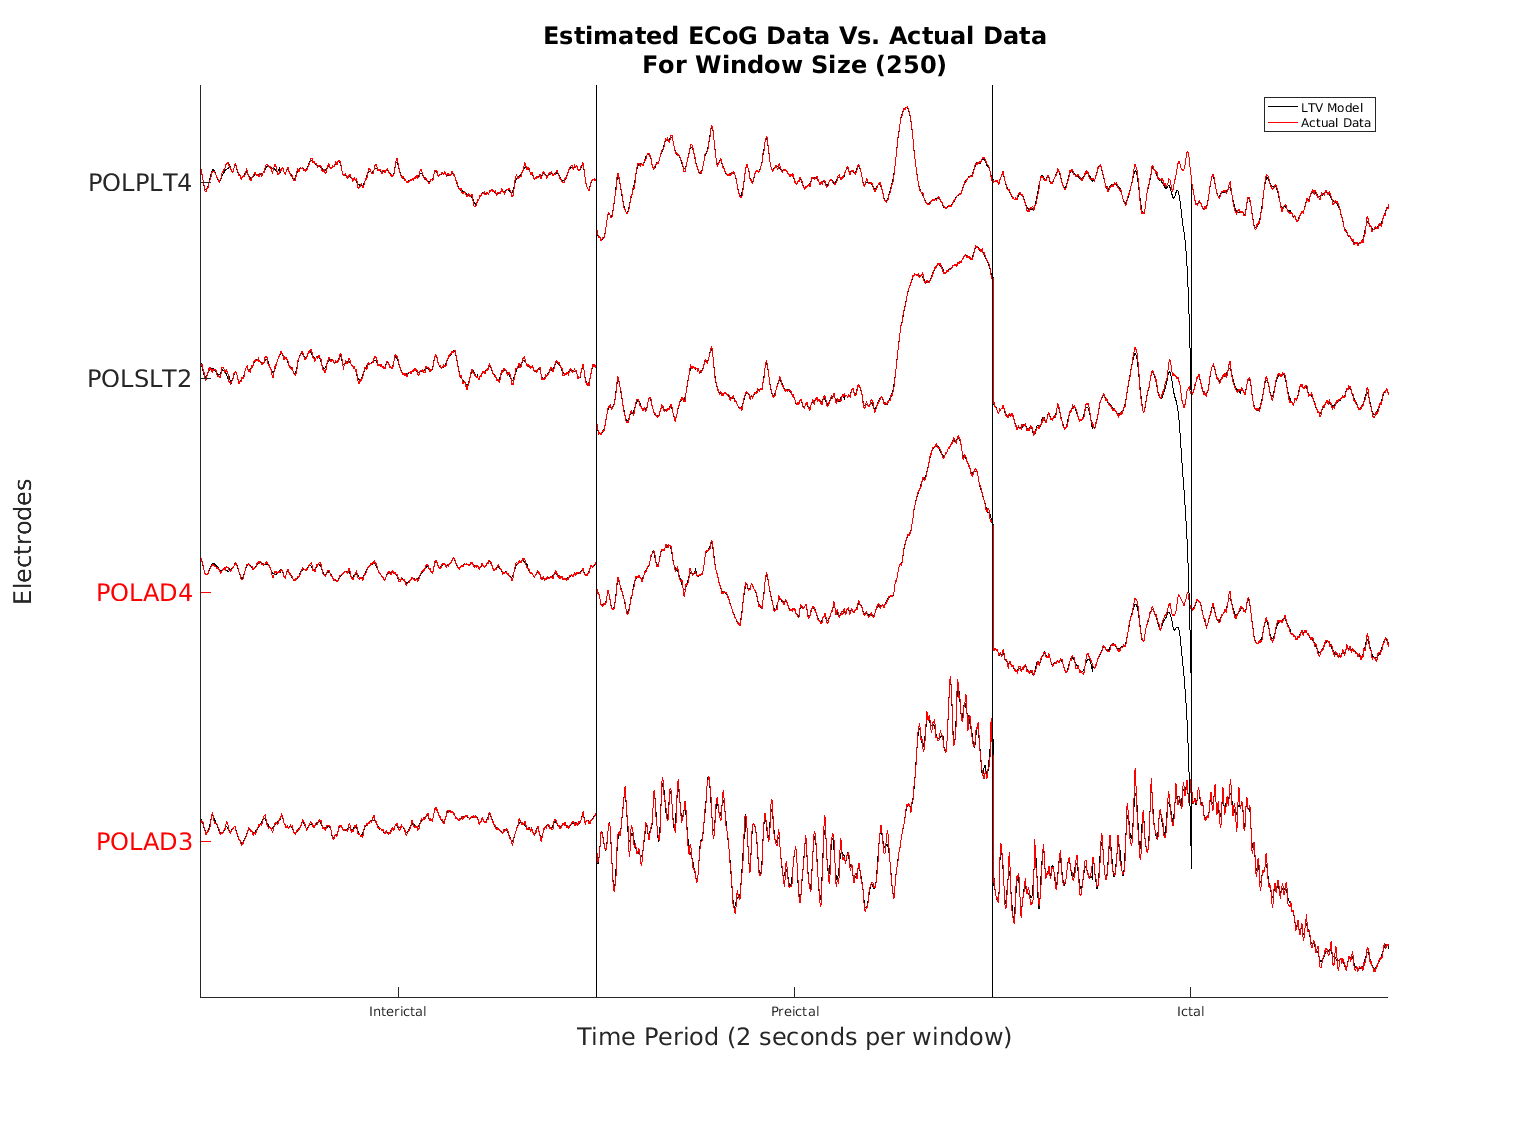 Estimated ECoG Data Vs. Actual Data
For Window Size (250)
LTV Model
Actual Data
POLPLT4
POLSLT2
POLAD4
POLAD3
Electrodes
Interictal
Preictal
Ictal
Time Period (2 seconds per window)